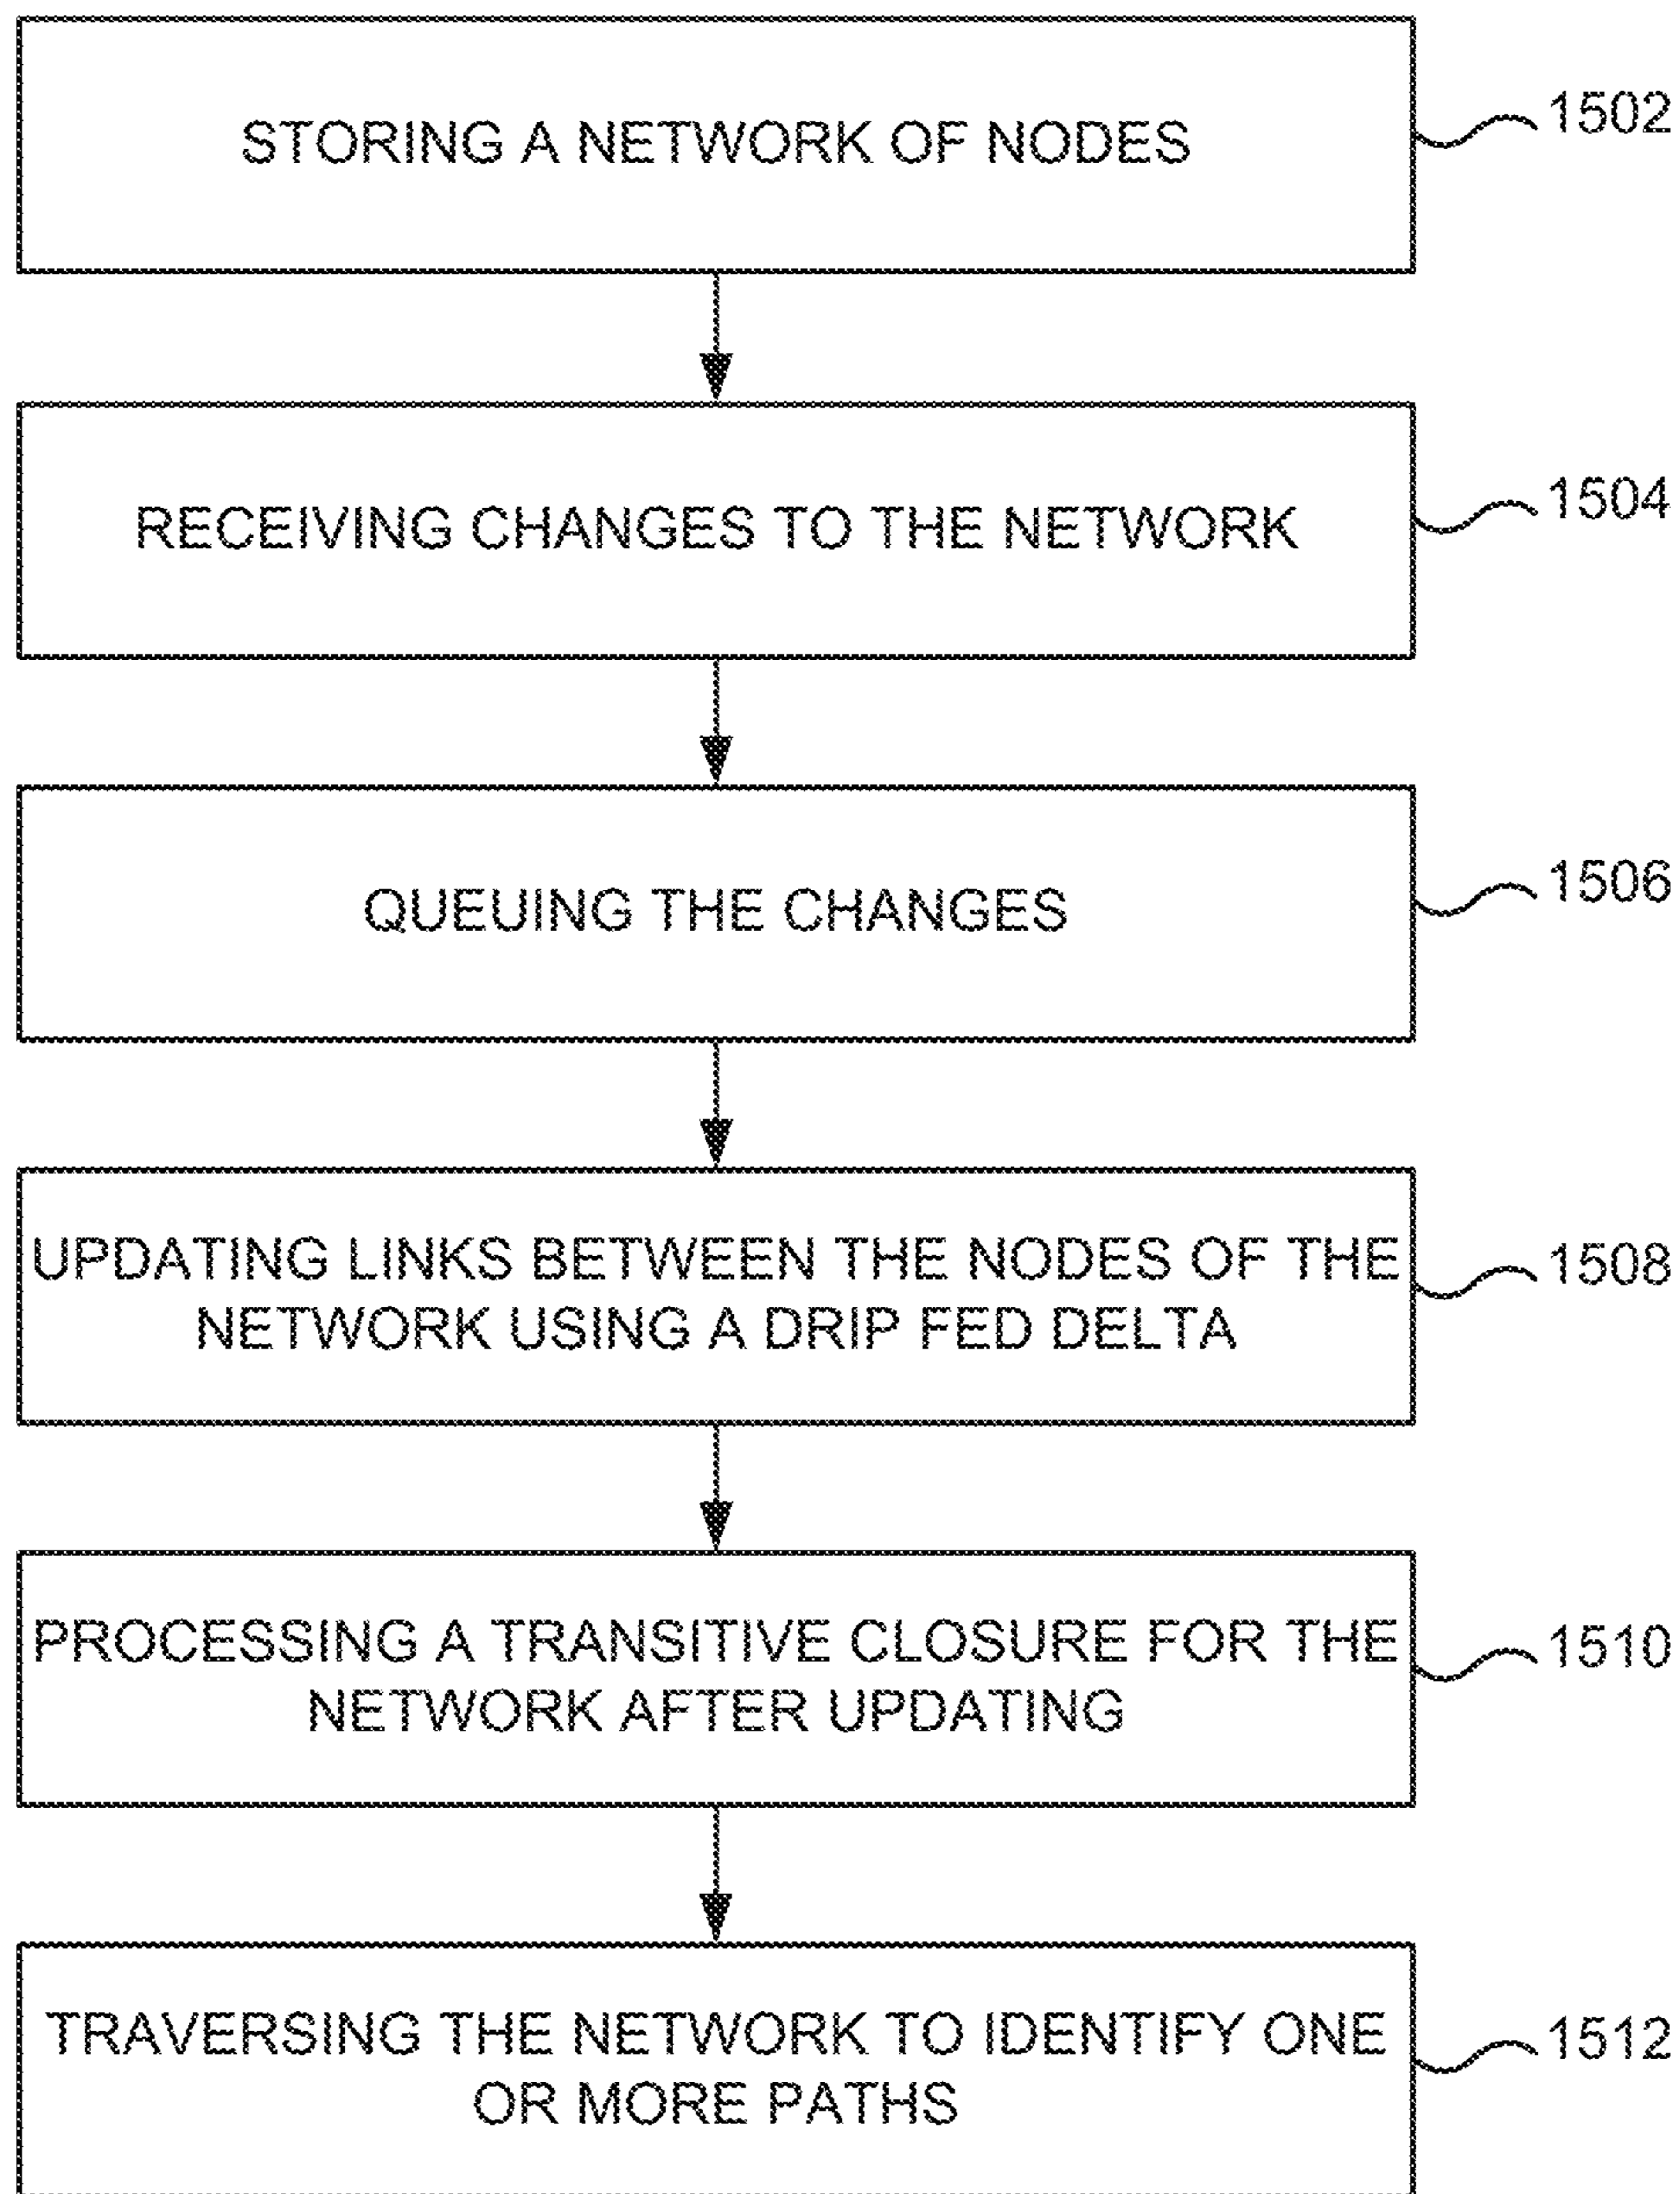 STORING A NETWORK OF NODES
1502
RECEIVING CHANGES TO THE NETWORK
1504
QUEUING THE CHANGES
1506
UPDATING LINKS BETWEEN THE NODES OF THE
NETWORK USING A DRIP FED DELTA
1508
PROCESSING A TRANSITIVE CLOSURE FOR THE
NETWORK AFTER UPDATING
1510
TRAVERSING THE NETWORK TO IDENTIFY ONE
OR MORE PATHS
1512